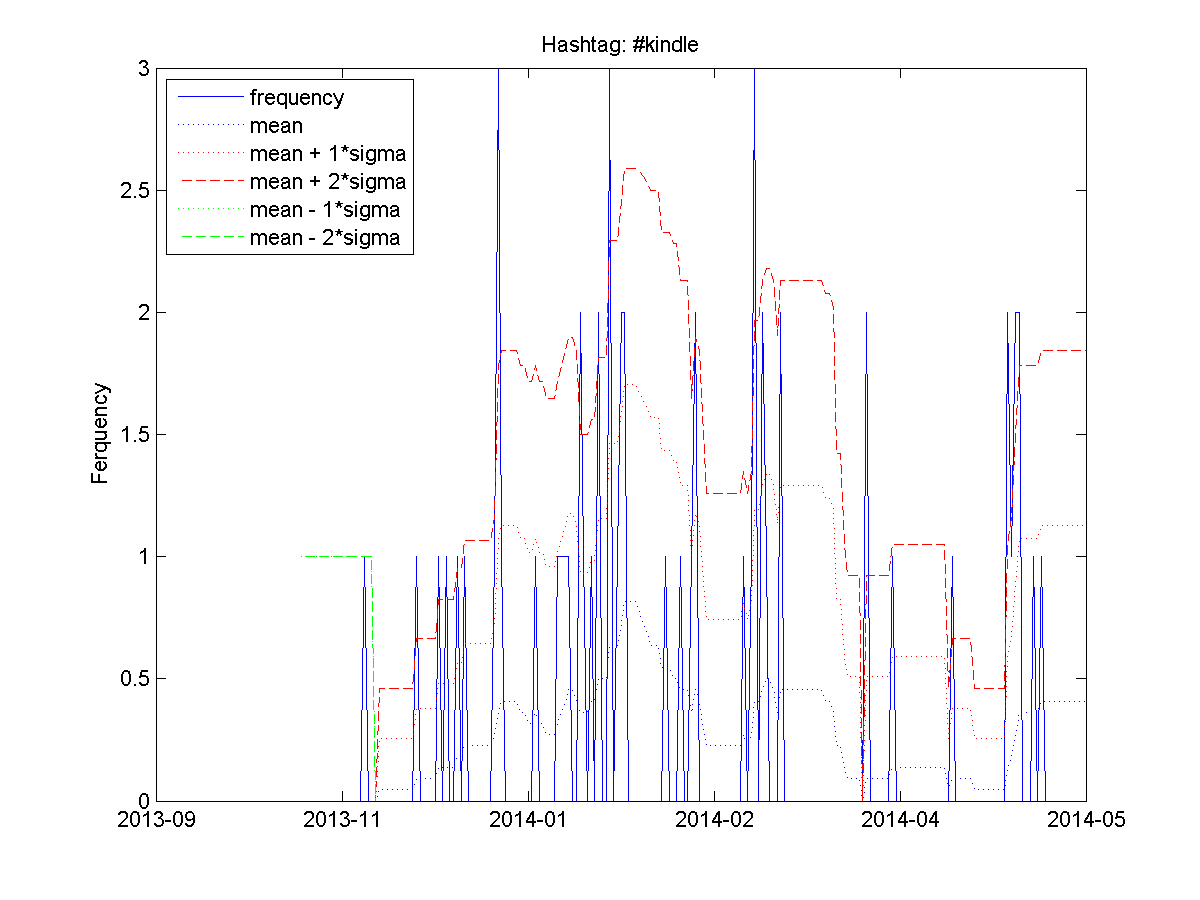 Hashtag: #kindle
frequency
mean
mean + 1*sigma
mean + 2*sigma
mean - 1*sigma
mean - 2*sigma
Ferquency
3
2.5
2
1.5
1
0.5
0
2013-09 2013-11 2014-01 2014-02 2014-04 2014-05